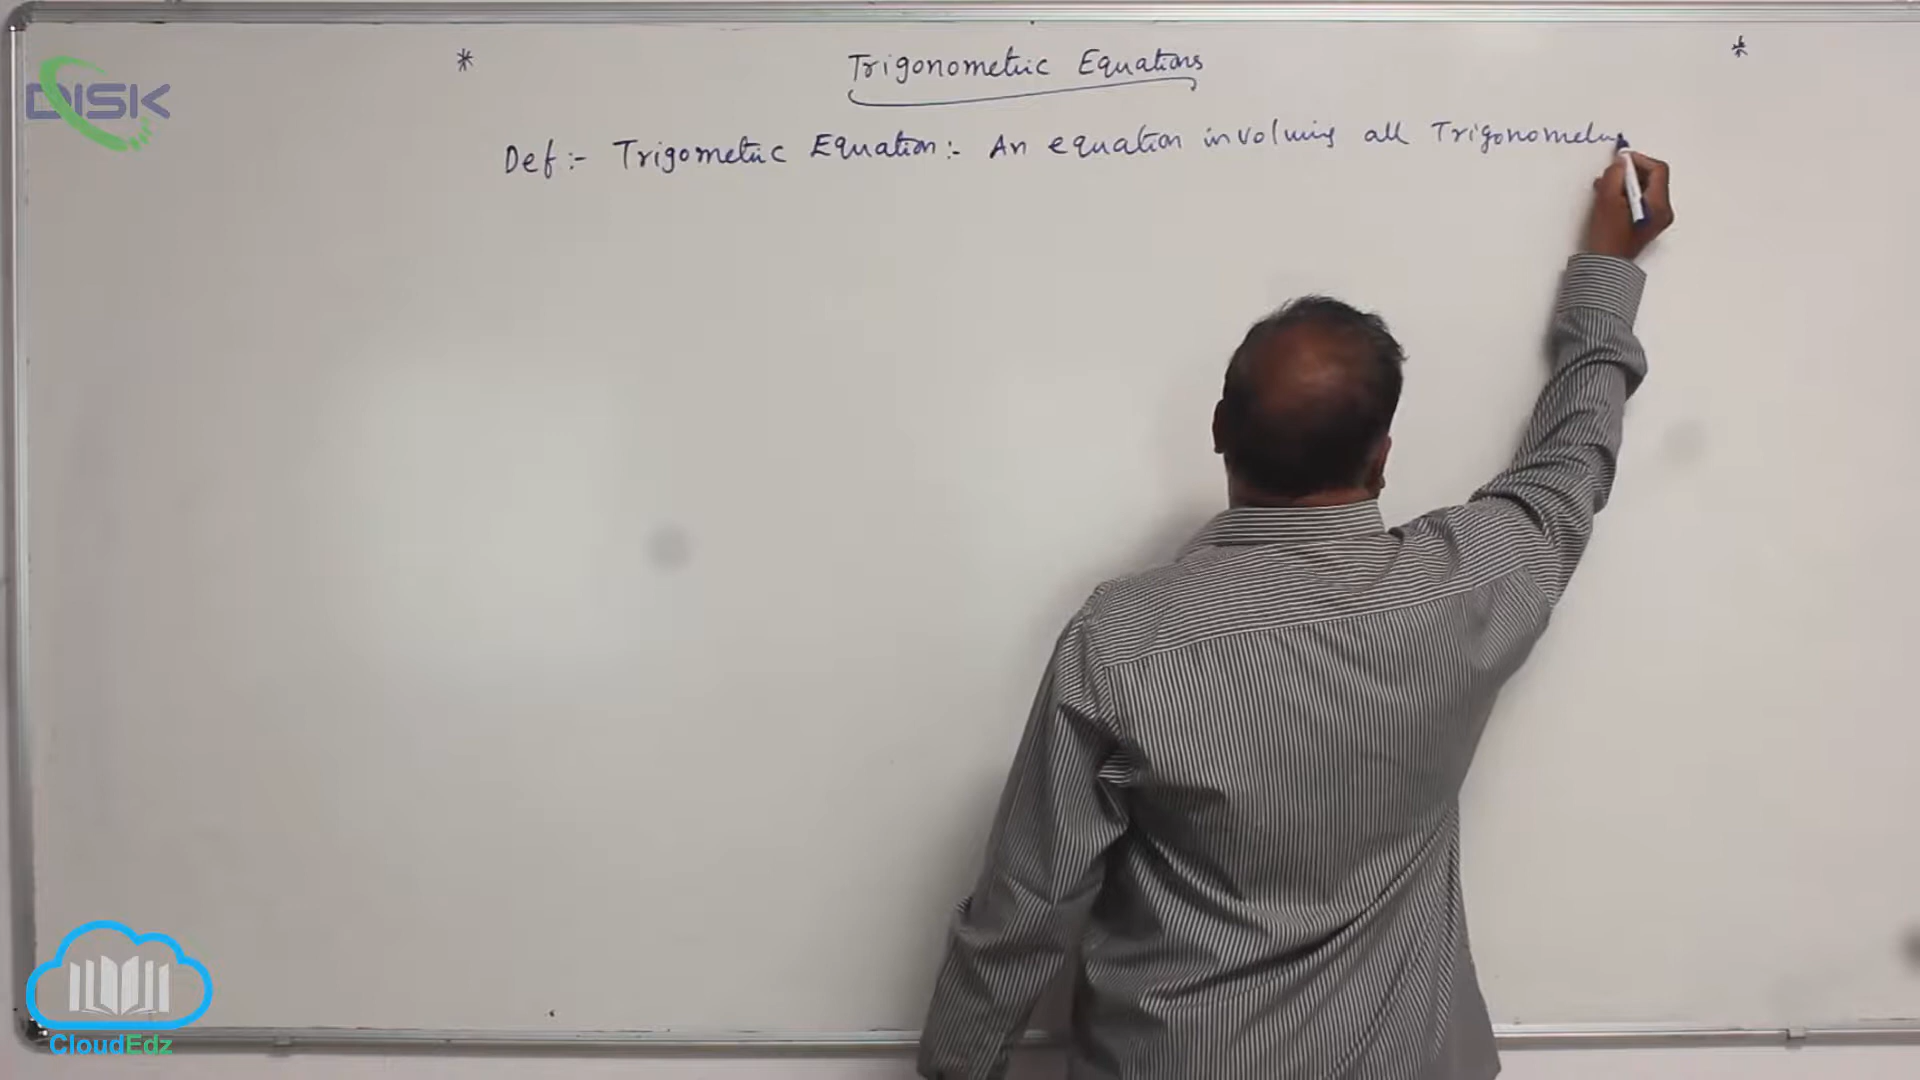 * Trigonometric Equations *
DISK
Def :- Trigometric Equation :- An equation involving all Trigonometric
CloudEdz